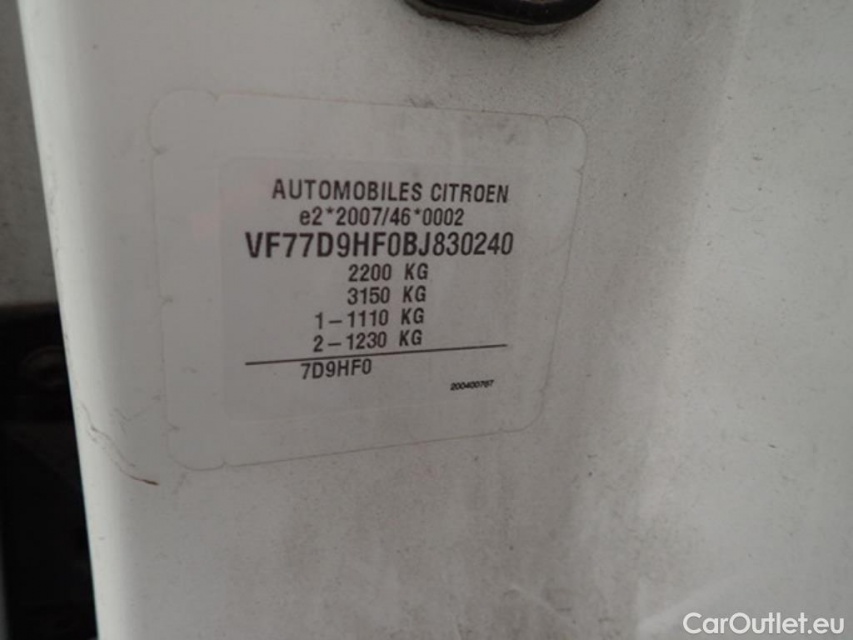 AUTOMOBILES CITROEN
e2*2007/46*0002
VF77D9HF0BJ830240
2200 KG
3150 KG
1-1110 KG
2-1230 KG
7D9HF0
200400767
CarOutlet.eu